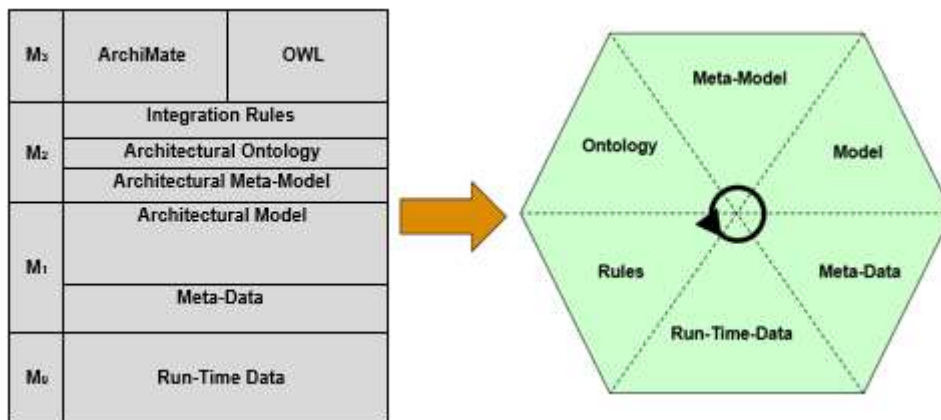 M₃
ArchiMate
OWL
Integration Rules
M₂
Architectural Ontology
Architectural Meta-Model
Architectural Model
M₁
Meta-Data
M₀
Run-Time Data
Meta-Model
Ontology
Model
Rules
Meta-Data
Run-Time-Data